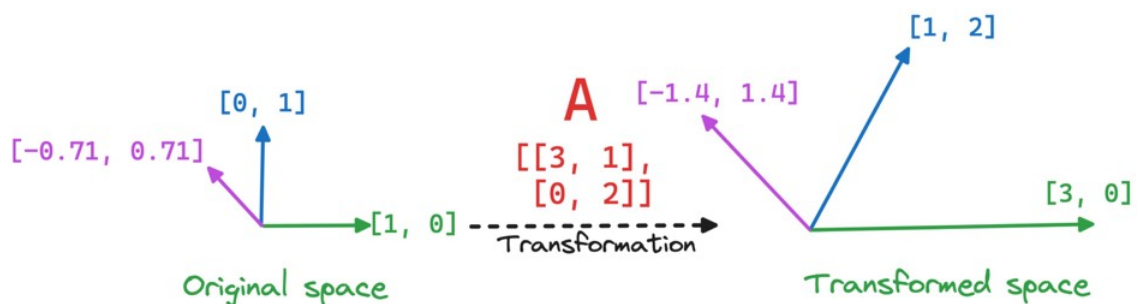 [0, 1]
[-0.71, 0.71]
[1, 0]
Original space
A
[[3, 1],
[0, 2]]
Transformation
[1, 2]
[-1.4, 1.4]
[3, 0]
Transformed space